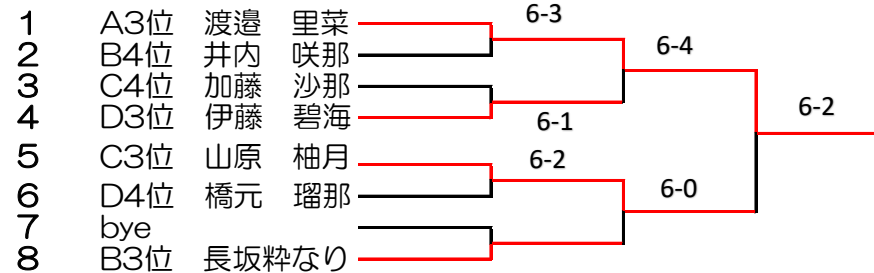 1 A3位 渡邉 里菜
2 B4位 井内 咲那
3 C4位 加藤 沙那
4 D3位 伊藤 碧海
5 C3位 山原 柚月
6 D4位 橋元 瑠那
7 bye
8 B3位 長坂粋なり
6-3
6-1
6-2
6-4
6-0
6-2